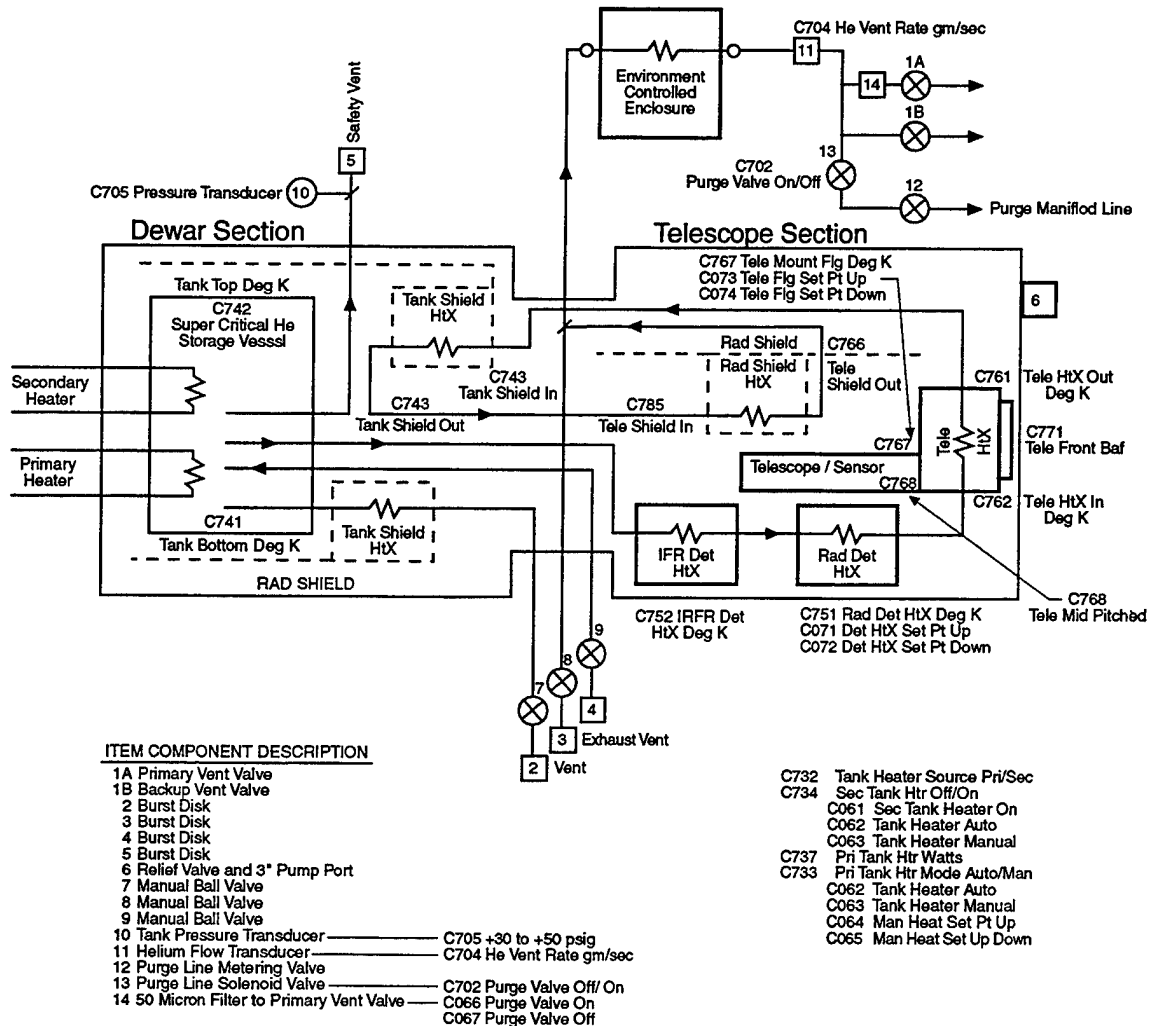 C704 He Vent Rate gm/sec
11
1A
14
1B
Environment
Controlled
Enclosure
Safety Vent
5
C705 Pressure Transducer
10
13
C702
Purge Valve On/Off
12
Purge Manifiod Line
Dewar Section
Telescope Section
C767 Tele Mount Flg Deg K
C073 Tele Flg Set Pt Up
C074 Tele Flg Set Pt Down
6
Tank Top Deg K
C742
Super Critical He
Storage Vesssl
Tank Shield
HtX
Rad Shield
C766
Rad Shield
HtX
Tele
Shield Out
Secondary
Heater
C743
Tank Shield In
C743
Tank Shield Out
C785
Tele Shield In
C761
Tele HtX Out
Deg K
C771
Tele Front Baf
C767
Tele
HtX
Telescope / Sensor
C768
C762
Tele HtX In
Deg K
Primary
Heater
C741
Tank Bottom Deg K
Tank Shield
HtX
IFR Det
HtX
Rad Det
HtX
RAD SHIELD
C768
Tele Mid Pitched
C752 IRFR Det
HtX Deg K
C751 Rad Det HtX Deg K
C071 Det HtX Set Pt Up
C072 Det HtX Set Pt Down
9
8
7
4
3
Exhaust Vent
2
Vent
ITEM COMPONENT DESCRIPTION
1A Primary Vent Valve
1B Backup Vent Valve
2 Burst Disk
3 Burst Disk
4 Burst Disk
5 Burst Disk
6 Relief Valve and 3" Pump Port
7 Manual Ball Valve
8 Manual Ball Valve
9 Manual Ball Valve
10 Tank Pressure Transducer
C705 +30 to +50 psig
11 Helium Flow Transducer
C704 He Vent Rate gm/sec
12 Purge Line Metering Valve
13 Purge Line Solenoid Valve
C702 Purge Valve Off/ On
14 50 Micron Filter to Primary Vent Valve
C066 Purge Valve On
C067 Purge Valve Off
C732 Tank Heater Source Pri/Sec
C734 Sec Tank Htr Off/On
C061 Sec Tank Heater On
C062 Tank Heater Auto
C063 Tank Heater Manual
C737 Pri Tank Htr Watts
C733 Pri Tank Htr Mode Auto/Man
C062 Tank Heater Auto
C063 Tank Heater Manual
C064 Man Heat Set Pt Up
C065 Man Heat Set Up Down